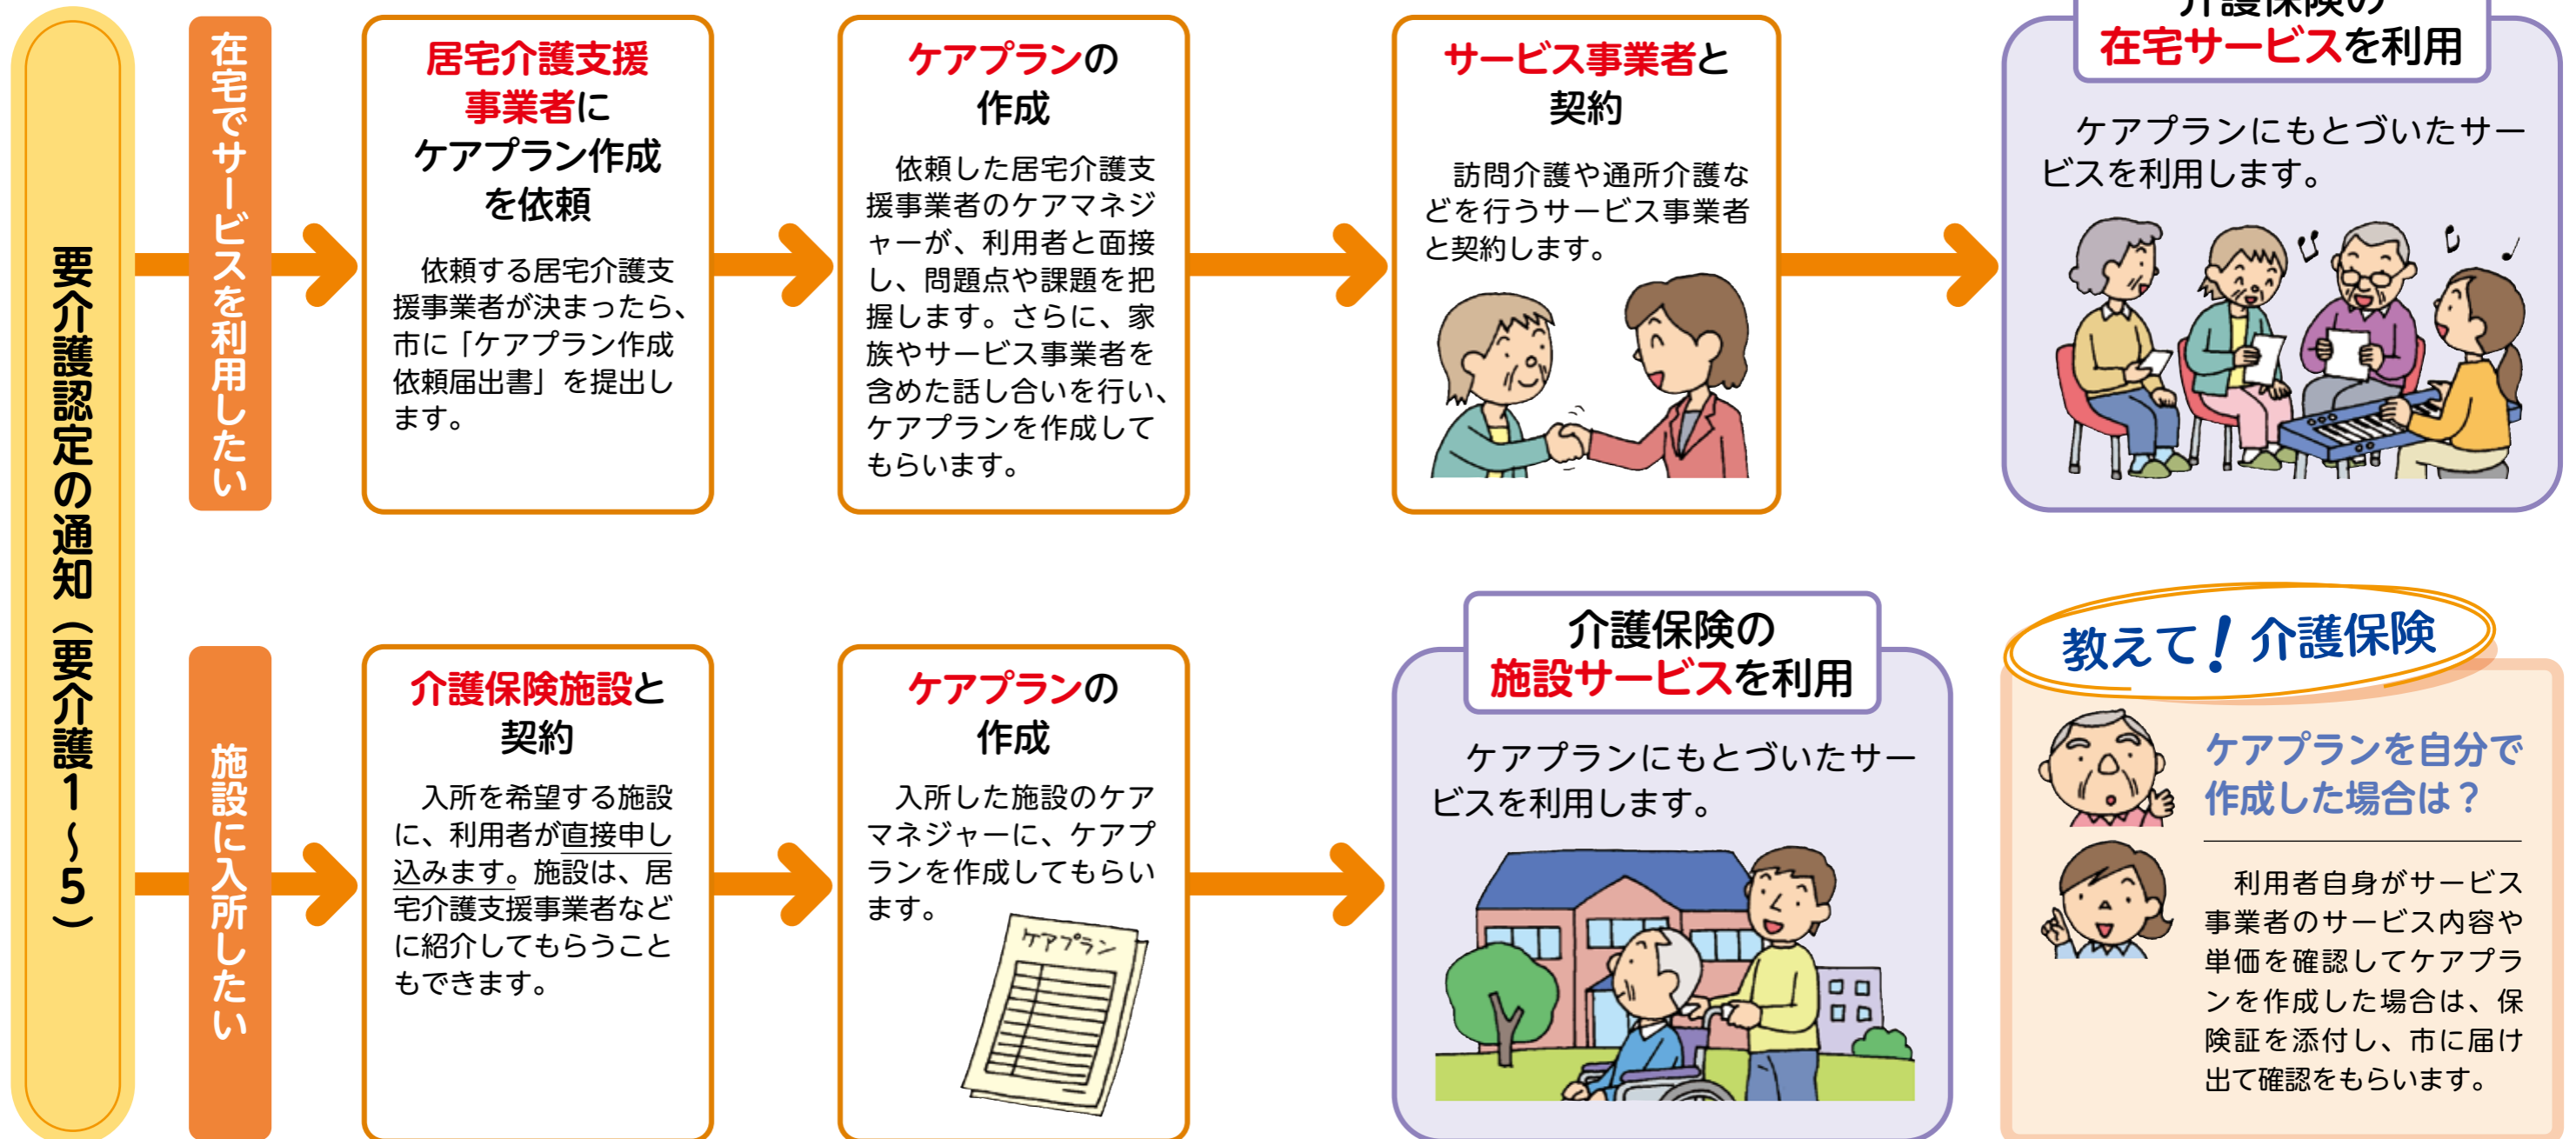 要介護認定の通知（要介護1～5）
在宅でサービスを利用したい
居宅介護支援
事業者に
ケアプラン作成
を依頼
依頼する居宅介護支
援事業者が決まったら、
市に「ケアプラン作成
依頼届出書」を提出し
ます。
ケアプランの
作成
依頼した居宅介護支
援事業者のケアマネジ
ャーが、利用者と面接
し、問題点や課題を把
握します。さらに、家
族やサービス事業者を
含めた話し合いを行い、
ケアプランを作成して
もらいます。
サービス事業者と
契約
訪問介護や通所介護な
どを行うサービス事業者
と契約します。
介護保険の
在宅サービスを利用
ケアプランにもとづいたサー
ビスを利用します。
施設に入所したい
介護保険施設と
契約
入所を希望する施設
に、利用者が直接申し
込みます。施設は、居
宅介護支援事業者など
に紹介してもらうこと
もできます。
ケアプランの
作成
入所した施設のケア
マネジャーに、ケアプ
ランを作成してもらい
ます。
ケアプラン
介護保険の
施設サービスを利用
ケアプランにもとづいたサー
ビスを利用します。
教えて！介護保険
ケアプランを自分で
作成した場合は？
利用者自身がサービス
事業者のサービス内容や
単価を確認してケアプラ
ンを作成した場合は、保
険証を添付し、市に届け
出て確認をもらいます。